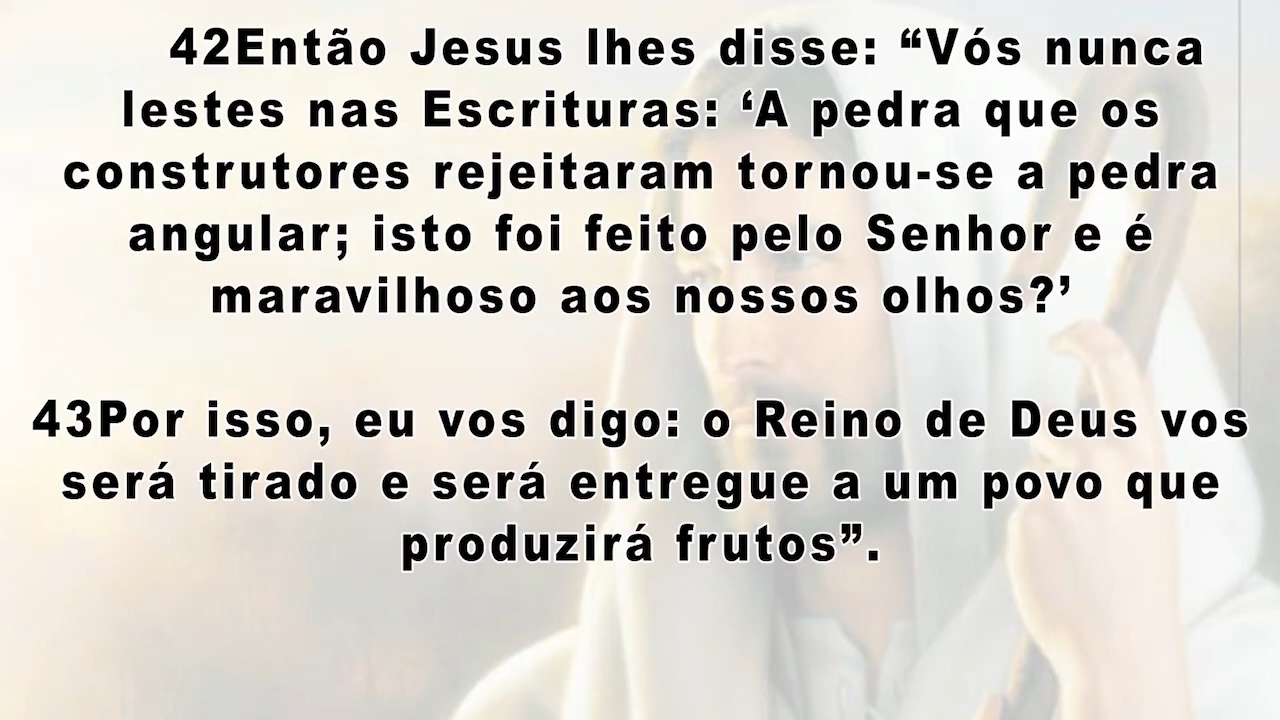 42Então Jesus lhes disse: “Vós nunca
lestes nas Escrituras: ‘A pedra que os
construtores rejeitaram tornou-se a pedra
angular; isto foi feito pelo Senhor e é
maravilhoso aos nossos olhos?’
43Por isso, eu vos digo: o Reino de Deus vos
será tirado e será entregue a um povo que
produzirá frutos”.